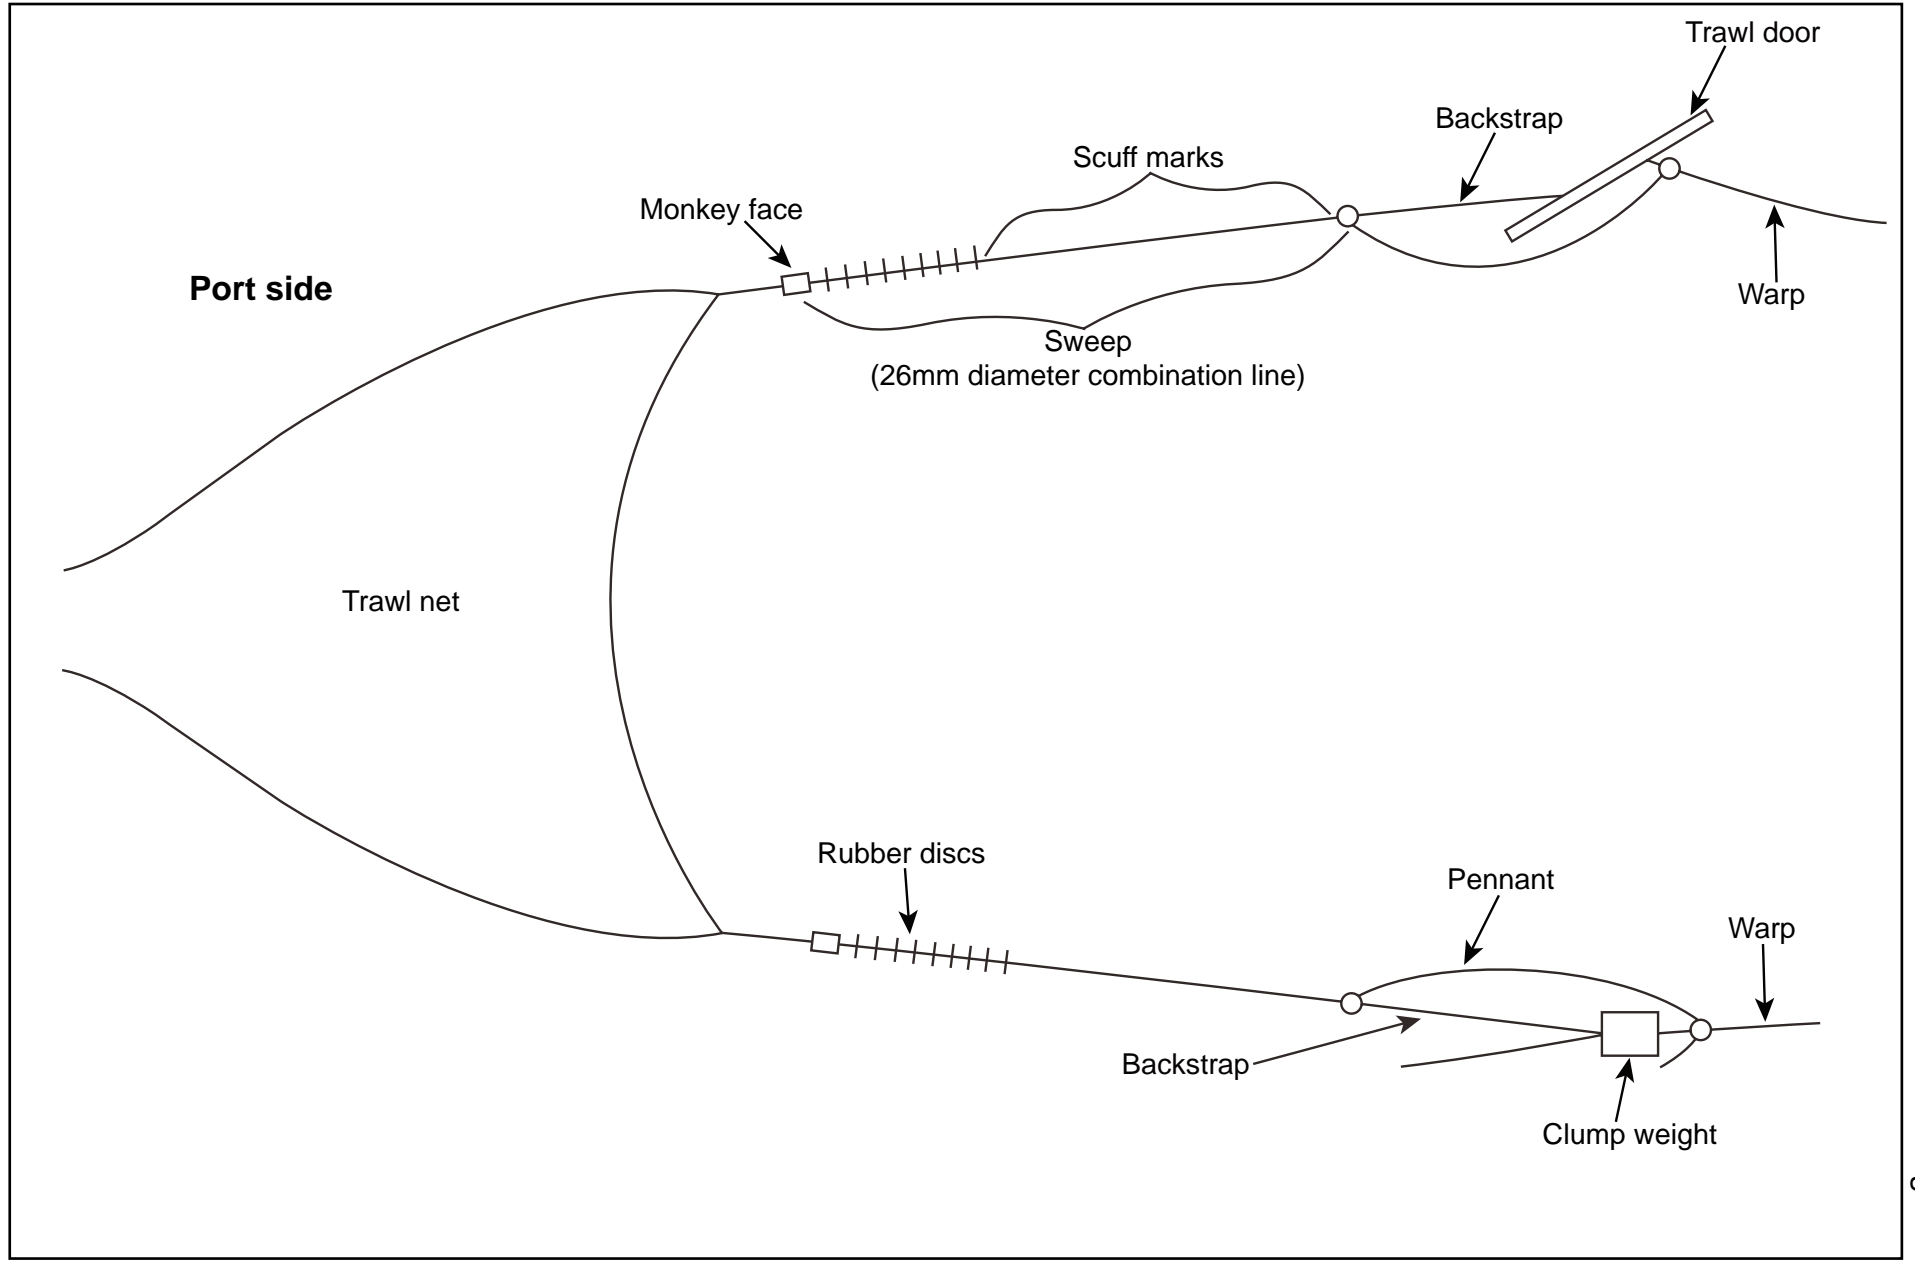 Trawl door
Backstrap
Scuff marks
Monkey face
Port side
Warp
Sweep
(26mm diameter combination line)
Trawl net
Rubber discs
Pennant
Warp
Backstrap
Clump weight